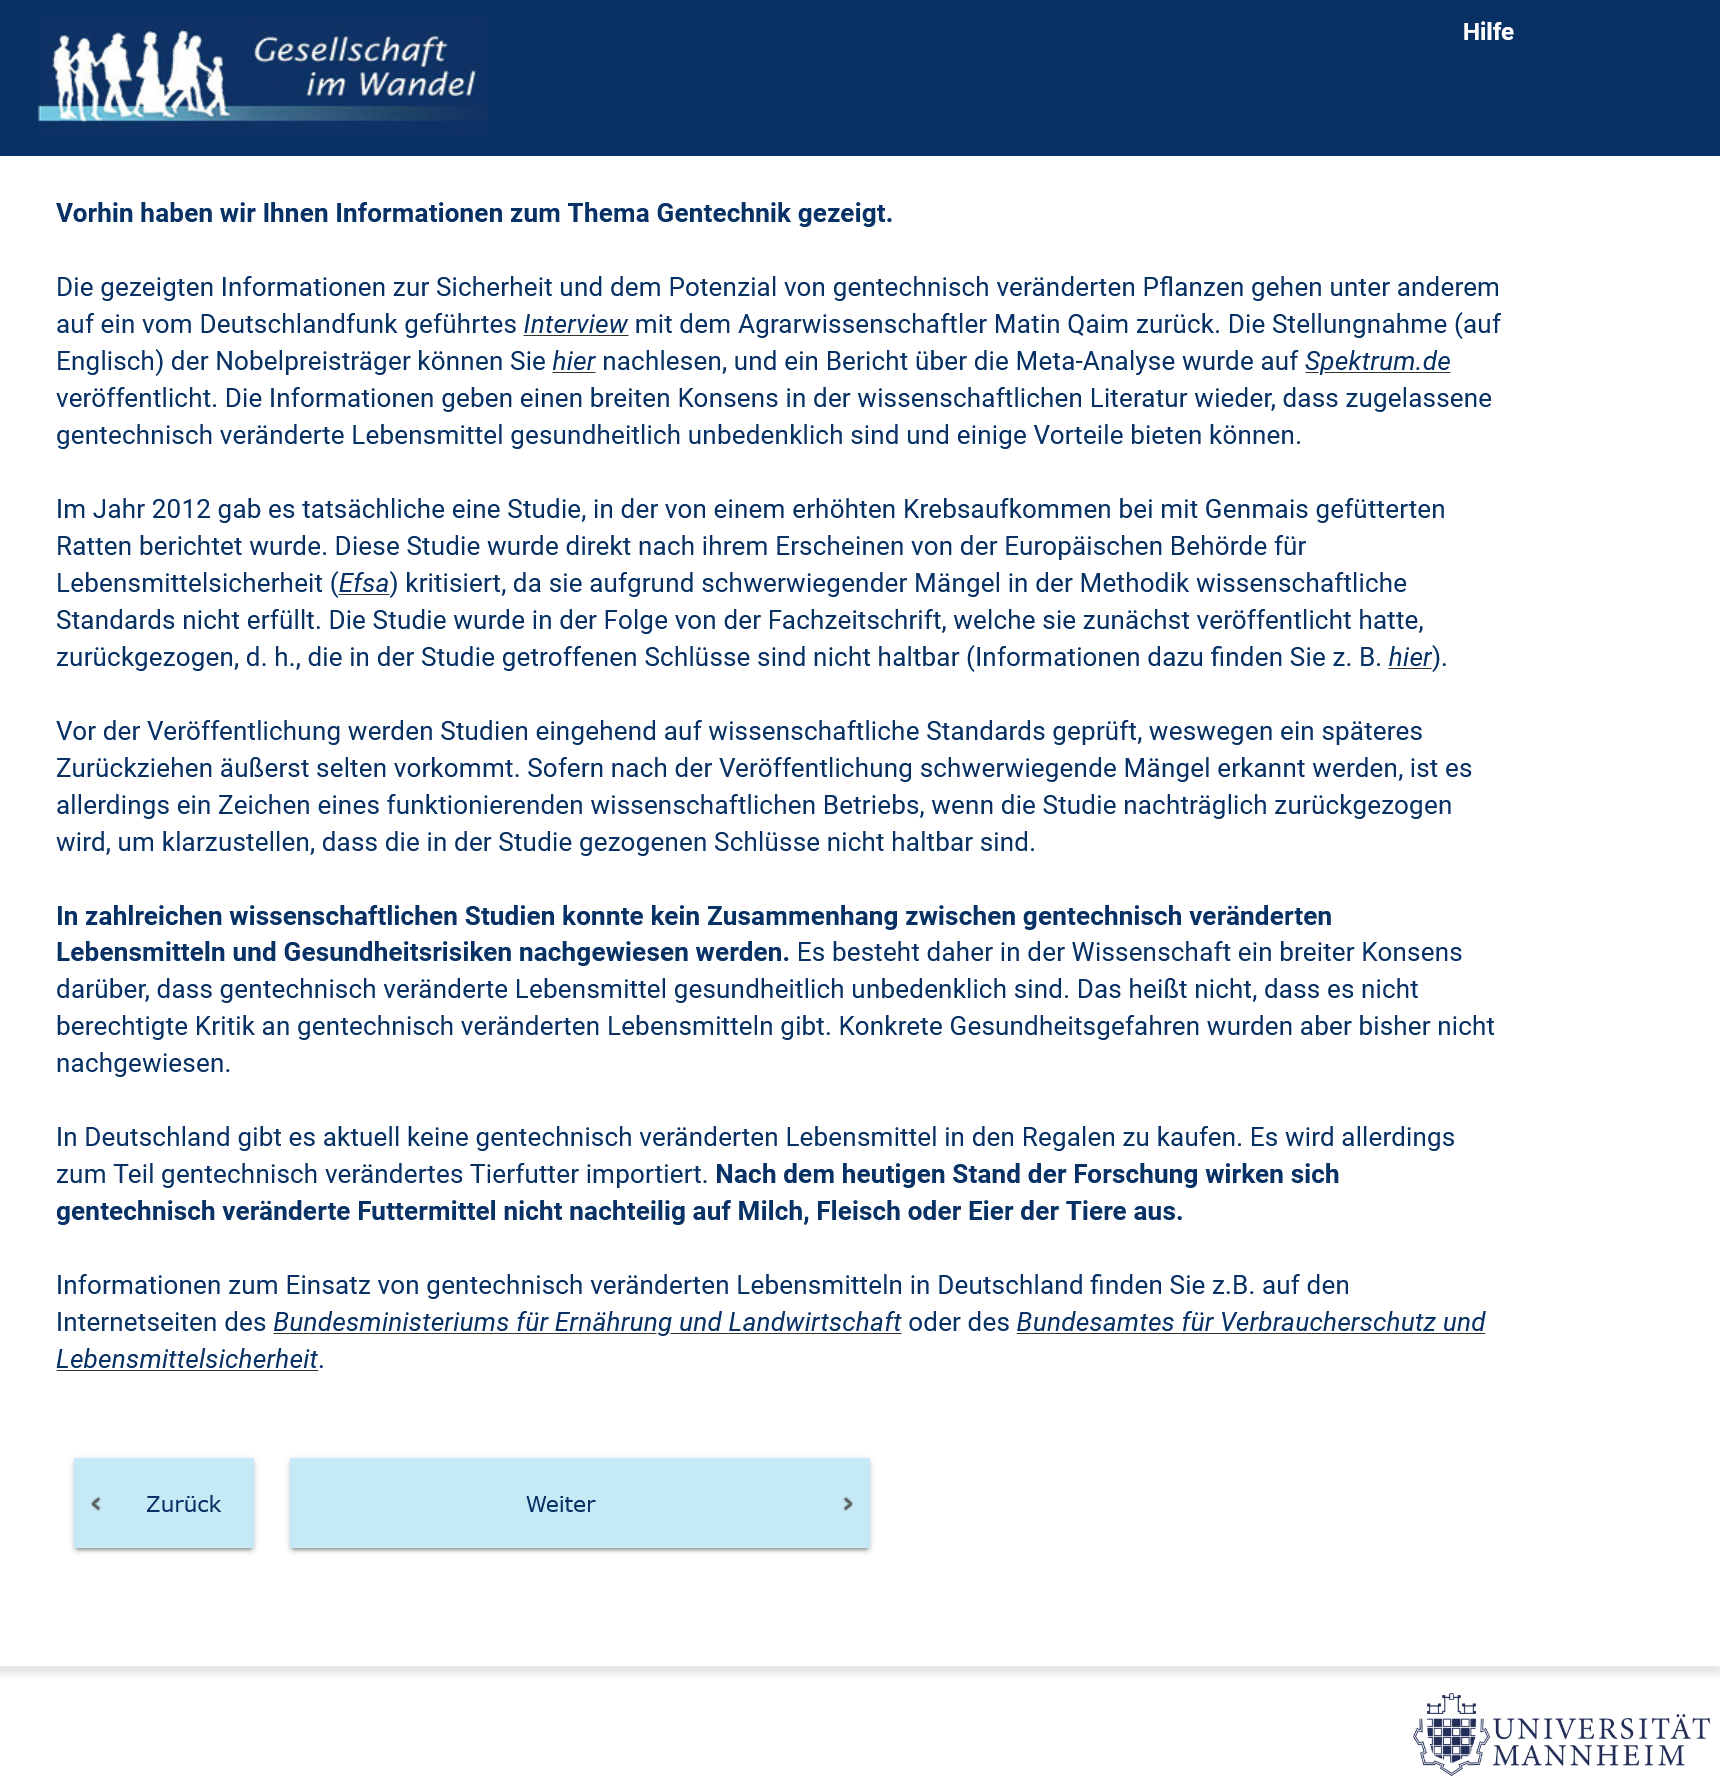 Gesellschaft
im Wandel
Hilfe
Vorhin haben wir Ihnen Informationen zum Thema Gentechnik gezeigt.
Die gezeigten Informationen zur Sicherheit und dem Potenzial von gentechnisch veränderten Pflanzen gehen unter anderem
auf ein vom Deutschlandfunk geführtes Interview mit dem Agrarwissenschaftler Matin Qaim zurück. Die Stellungnahme (auf
Englisch) der Nobelpreisträger können Sie hier nachlesen, und ein Bericht über die Meta-Analyse wurde auf Spektrum.de
veröffentlicht. Die Informationen geben einen breiten Konsens in der wissenschaftlichen Literatur wieder, dass zugelassene
gentechnisch veränderte Lebensmittel gesundheitlich unbedenklich sind und einige Vorteile bieten können.
Im Jahr 2012 gab es tatsächliche eine Studie, in der von einem erhöhten Krebsaufkommen bei mit Genmais gefütterten
Ratten berichtet wurde. Diese Studie wurde direkt nach ihrem Erscheinen von der Europäischen Behörde für
Lebensmittelsicherheit (Efsa) kritisiert, da sie aufgrund schwerwiegender Mängel in der Methodik wissenschaftliche
Standards nicht erfüllt. Die Studie wurde in der Folge von der Fachzeitschrift, welche sie zunächst veröffentlicht hatte,
zurückgezogen, d. h., die in der Studie getroffenen Schlüsse sind nicht haltbar (Informationen dazu finden Sie z. B. hier).
Vor der Veröffentlichung werden Studien eingehend auf wissenschaftliche Standards geprüft, weswegen ein späteres
Zurückziehen äußerst selten vorkommt. Sofern nach der Veröffentlichung schwerwiegende Mängel erkannt werden, ist es
allerdings ein Zeichen eines funktionierenden wissenschaftlichen Betriebs, wenn die Studie nachträglich zurückgezogen
wird, um klarzustellen, dass die in der Studie gezogenen Schlüsse nicht haltbar sind.
In zahlreichen wissenschaftlichen Studien konnte kein Zusammenhang zwischen gentechnisch veränderten
Lebensmitteln und Gesundheitsrisiken nachgewiesen werden. Es besteht daher in der Wissenschaft ein breiter Konsens
darüber, dass gentechnisch veränderte Lebensmittel gesundheitlich unbedenklich sind. Das heißt nicht, dass es nicht
berechtigte Kritik an gentechnisch veränderten Lebensmitteln gibt. Konkrete Gesundheitsgefahren wurden aber bisher nicht
nachgewiesen.
In Deutschland gibt es aktuell keine gentechnisch veränderten Lebensmittel in den Regalen zu kaufen. Es wird allerdings
zum Teil gentechnisch verändertes Tierfutter importiert. Nach dem heutigen Stand der Forschung wirken sich
gentechnisch veränderte Futtermittel nicht nachteilig auf Milch, Fleisch oder Eier der Tiere aus.
Informationen zum Einsatz von gentechnisch veränderten Lebensmitteln in Deutschland finden Sie z.B. auf den
Internetseiten des Bundesministeriums für Ernährung und Landwirtschaft oder des Bundesamtes für Verbraucherschutz und
Lebensmittelsicherheit.
Zurück
Weiter
UNIVERSITÄT
MANNHEIM